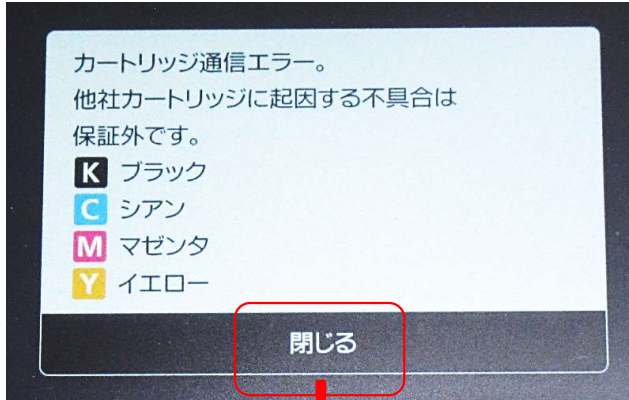 カートリッジ通信エラー。
他社カートリッジに起因する不具合は
保証外です。
K ブラック
C シアン
M マゼンタ
Y イエロー
閉じる